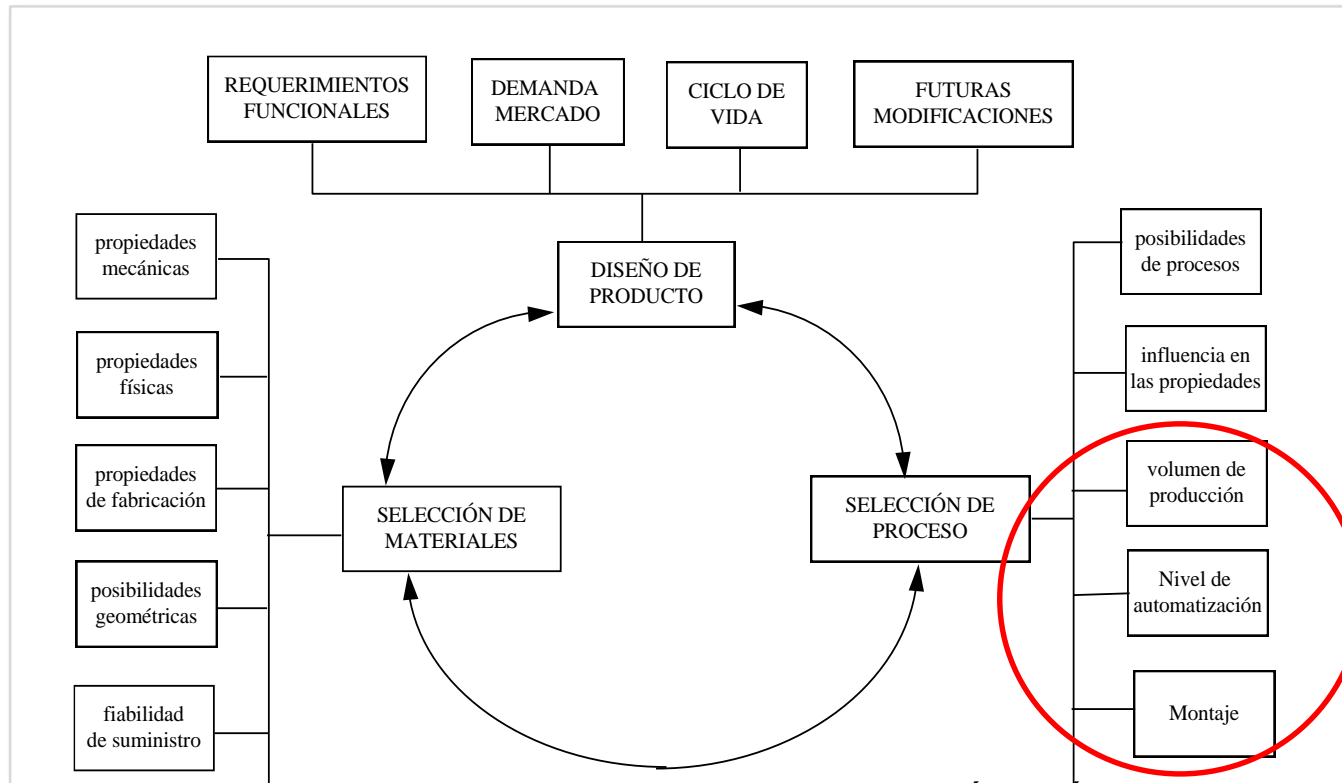 REQUERIMIENTOS
FUNCIONALES
DEMANDA
MERCADO
CICLO DE
VIDA
FUTURAS
MODIFICACIONES
DISEÑO DE
PRODUCTO
propiedades
mecánicas
propiedades
físicas
propiedades
de fabricación
posibilidades
geométricas
fiabilidad
de suministro
SELECCIÓN DE
MATERIALES
SELECCIÓN DE
PROCESO
posibilidades
de procesos
influencia en
las propiedades
volumen de
producción
Nivel de
automatización
Montaje